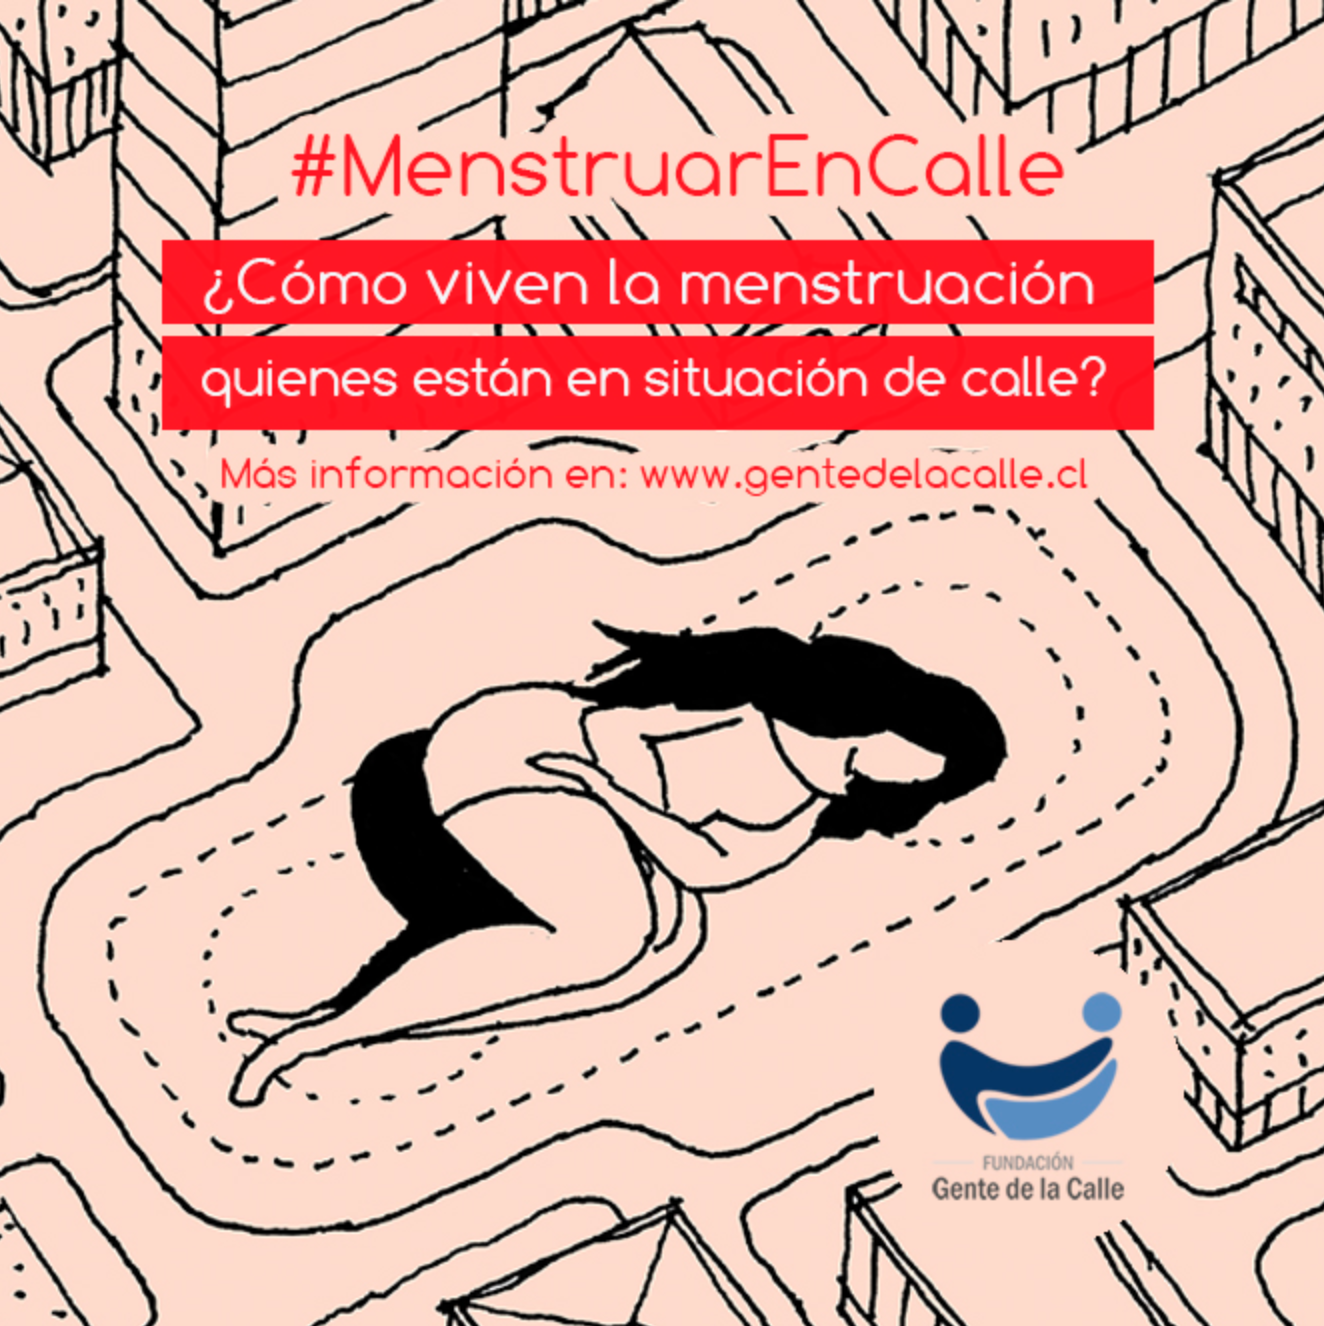 #MenstruarEnCalle
¿Cómo viven la menstruación
quienes están en situación de calle?
Más información en: www.gentedelacalle.cl
FUNDACIÓN
Gente de la Calle